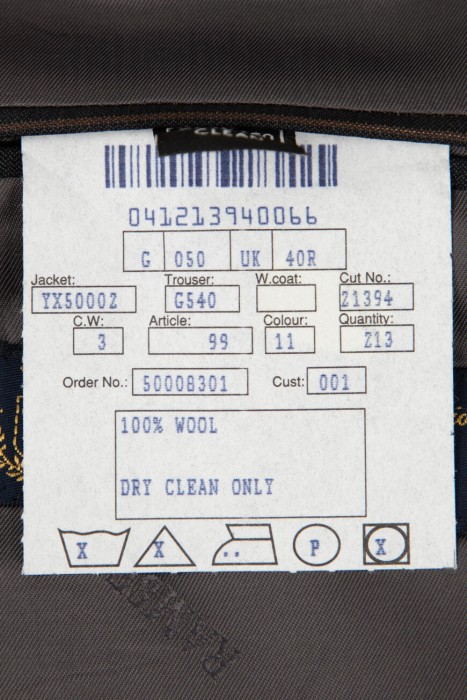 041213940066
G 050 UK 40R
Jacket: Trouser: W.coat: Cut No.:
YX5000Z G540 Z1394
C.W: Article: Colour: Quantity:
3 99 11 Z13
Order No.: 50008301 Cust: 001
100% WOOL
DRY CLEAN ONLY
X X .. P X